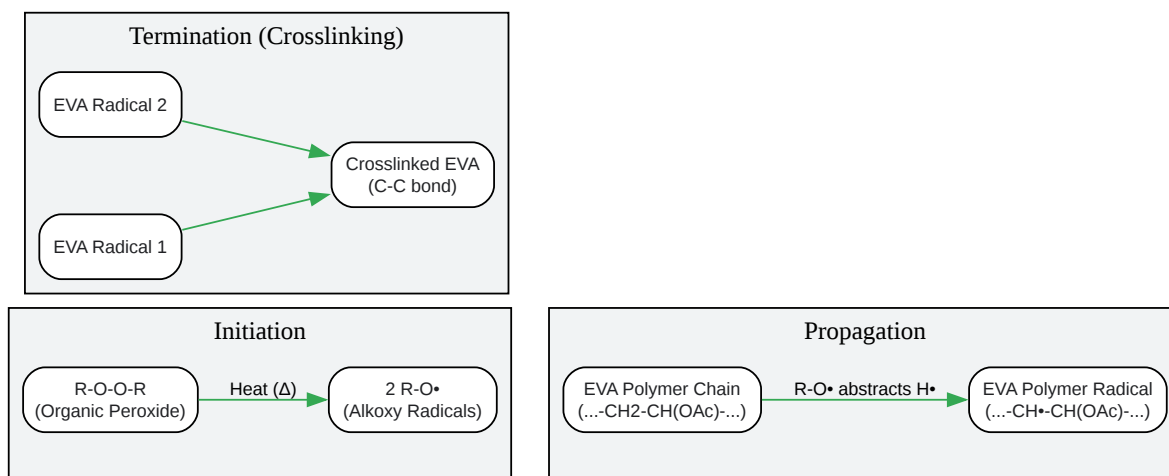 Termination (Crosslinking)
EVA Radical 2
Crosslinked EVA
(C-C bond)
EVA Radical 1
Initiation
R-O-O-R
(Organic Peroxide)
Heat (Δ)
2 R-O•
(Alkoxy Radicals)
Propagation
EVA Polymer Chain
(...-CH2-CH(OAc)-...)
R-O• abstracts H•
EVA Polymer Radical
(...-CH•-CH(OAc)-...)